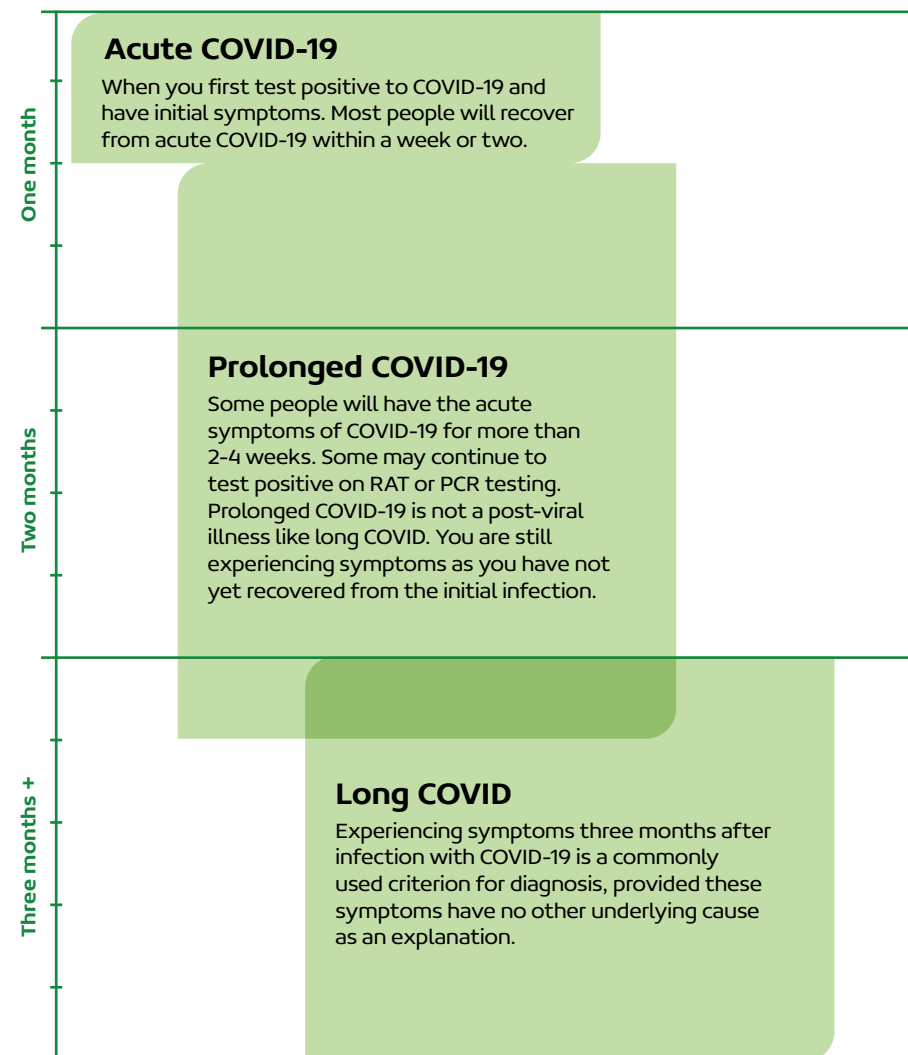 Acute COVID-19
When you first test positive to COVID-19 and
have initial symptoms. Most people will recover
from acute COVID-19 within a week or two.
One month
Prolonged COVID-19
Some people will have the acute
symptoms of COVID-19 for more than
2-4 weeks. Some may continue to
test positive on RAT or PCR testing.
Prolonged COVID-19 is not a post-viral
illness like long COVID. You are still
experiencing symptoms as you have not
yet recovered from the initial infection.
Two months
Long COVID
Experiencing symptoms three months after
infection with COVID-19 is a commonly
used criterion for diagnosis, provided these
symptoms have no other underlying cause
as an explanation.
Three months +